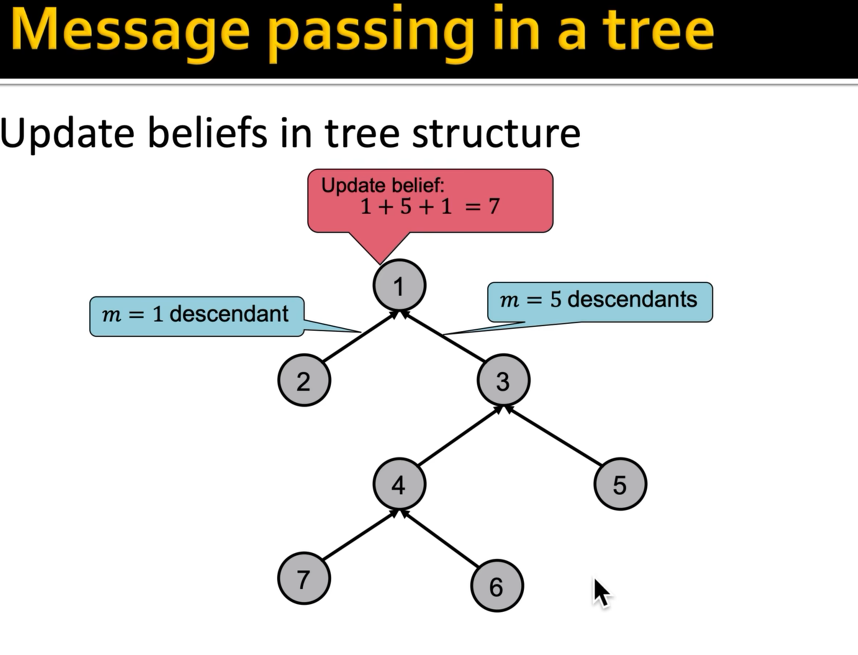 Message passing in a tree
Update beliefs in tree structure
Update belief:
1 + 5 + 1 = 7
1
m = 1 descendant
m = 5 descendants
2
3
4
5
7
6